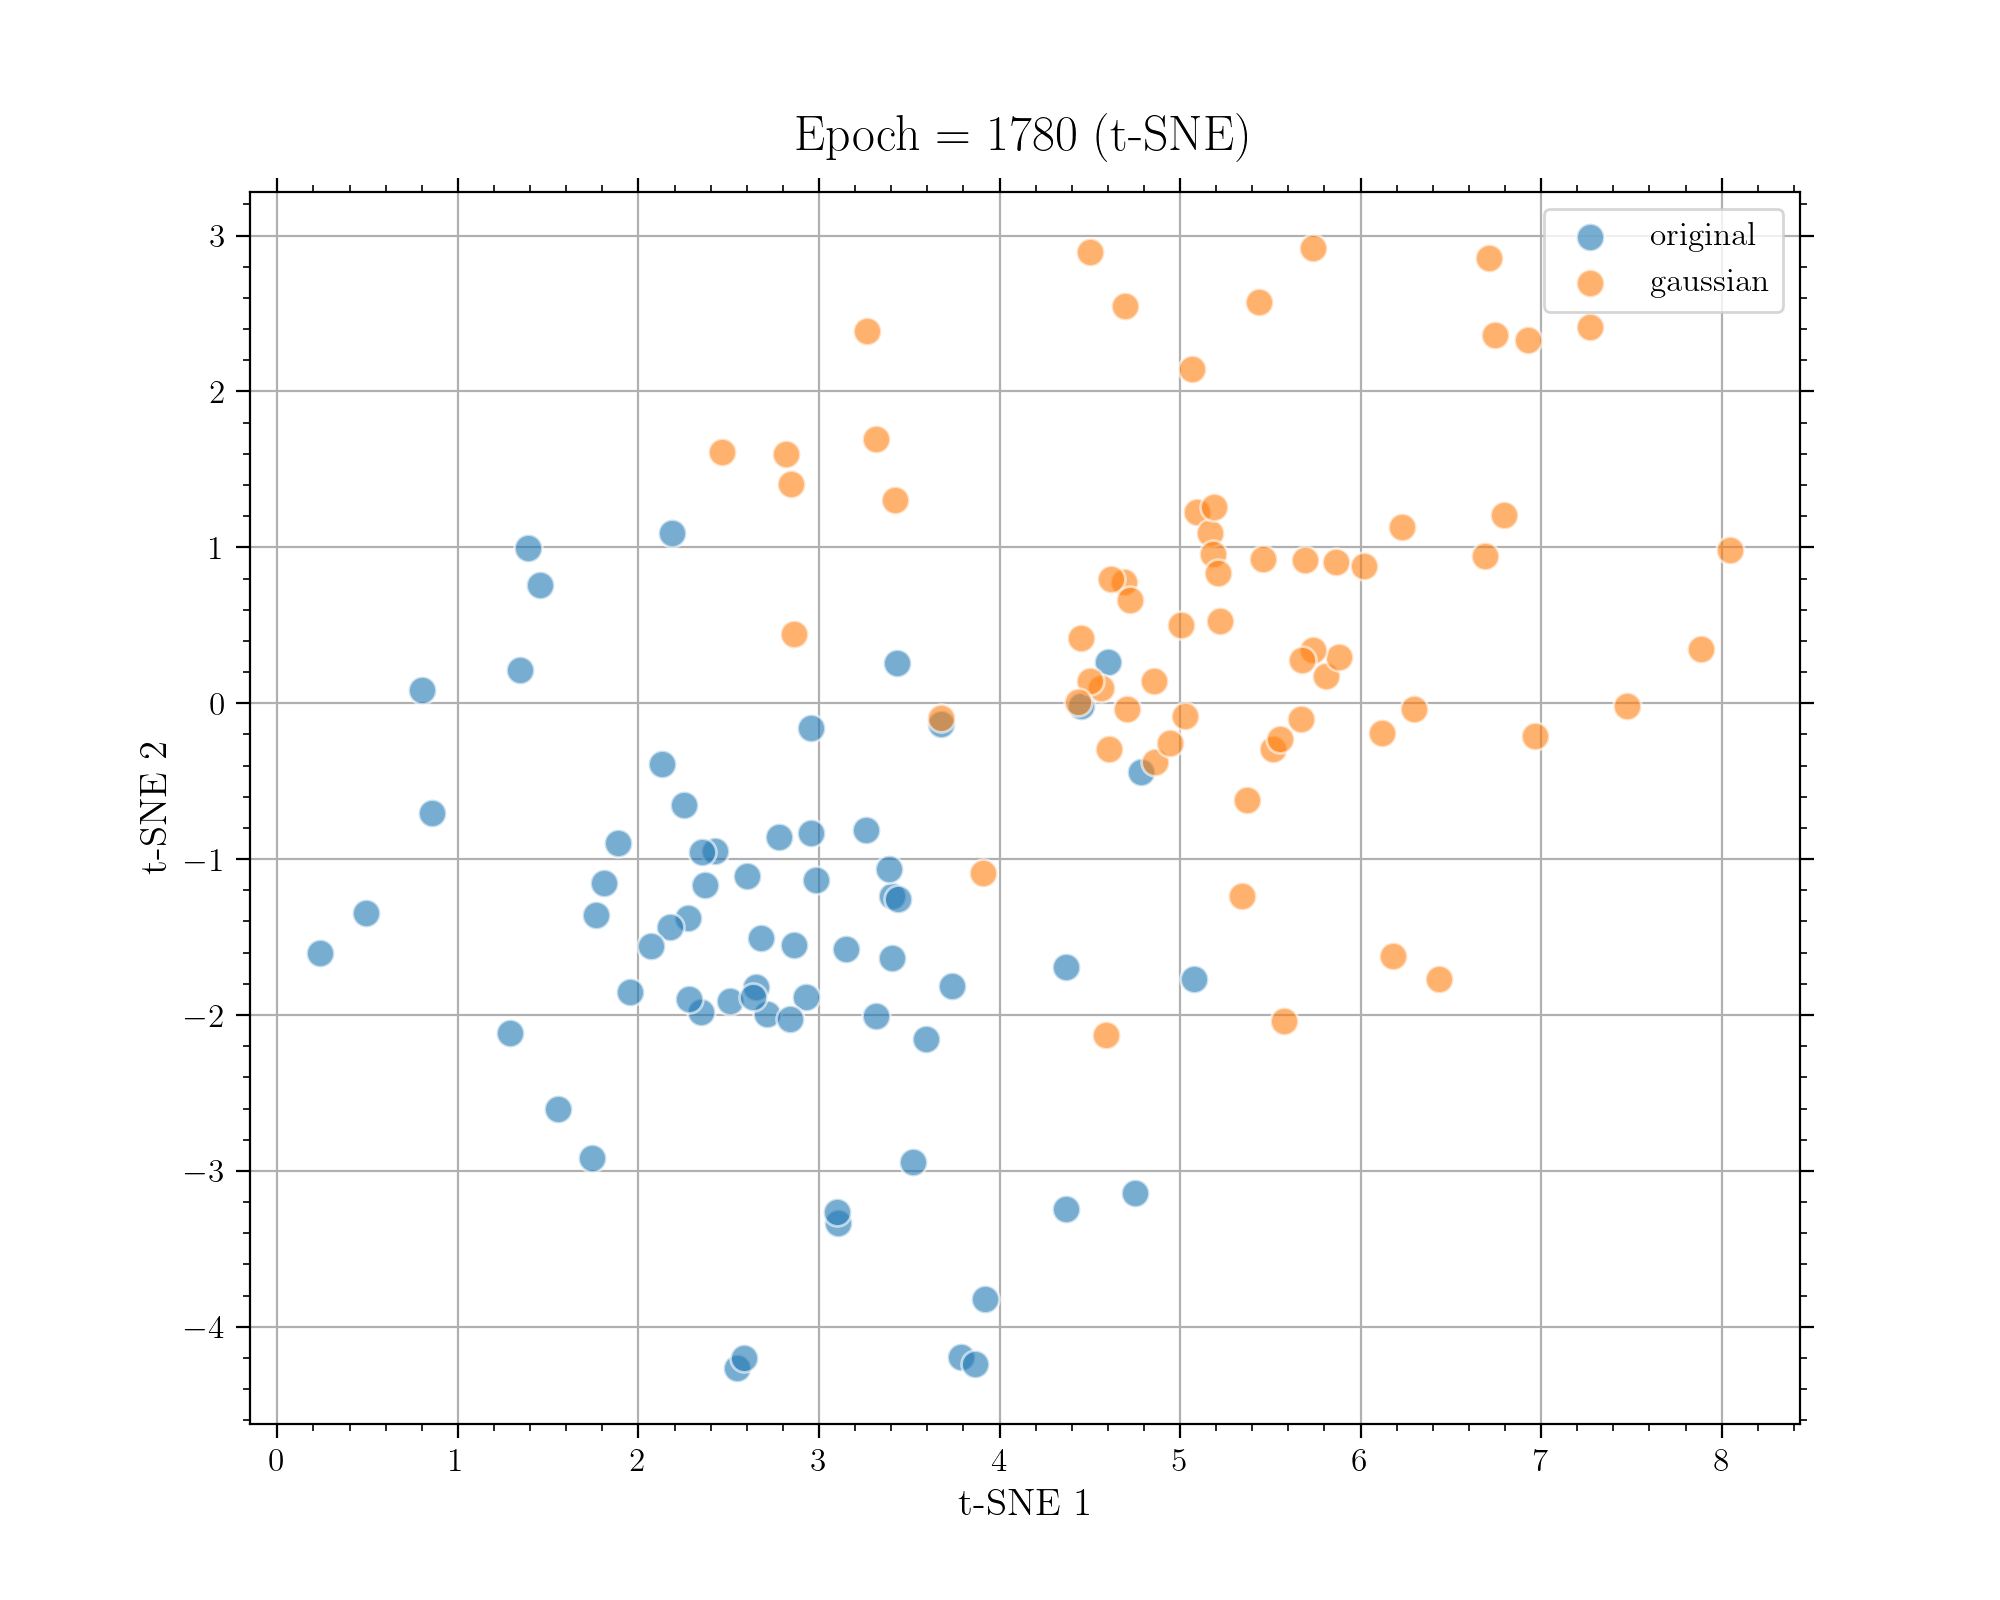 Epoch = 1780 (t-SNE)
original
gaussian
3
2
1
0
−1
−2
−3
−4
t-SNE 2
0 1 2 3 4 5 6 7 8
t-SNE 1